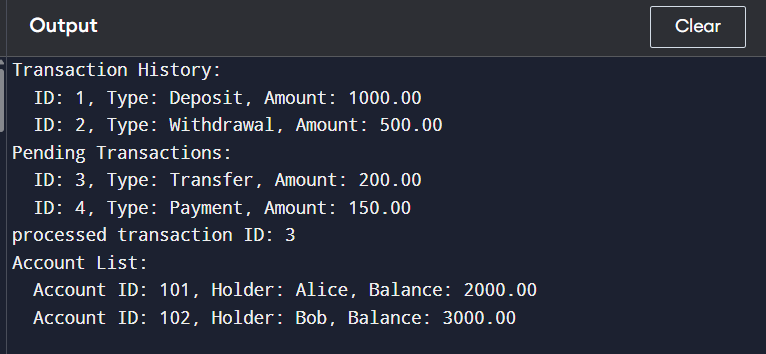 Output
Clear
Transaction History:
ID: 1, Type: Deposit, Amount: 1000.00
ID: 2, Type: Withdrawal, Amount: 500.00
Pending Transactions:
ID: 3, Type: Transfer, Amount: 200.00
ID: 4, Type: Payment, Amount: 150.00
processed transaction ID: 3
Account List:
Account ID: 101, Holder: Alice, Balance: 2000.00
Account ID: 102, Holder: Bob, Balance: 3000.00